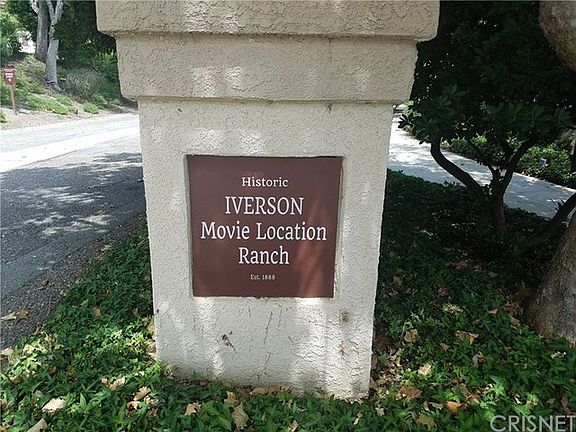 Historic
IVERSON
Movie Location
Ranch
Est. 1888
CRISNET